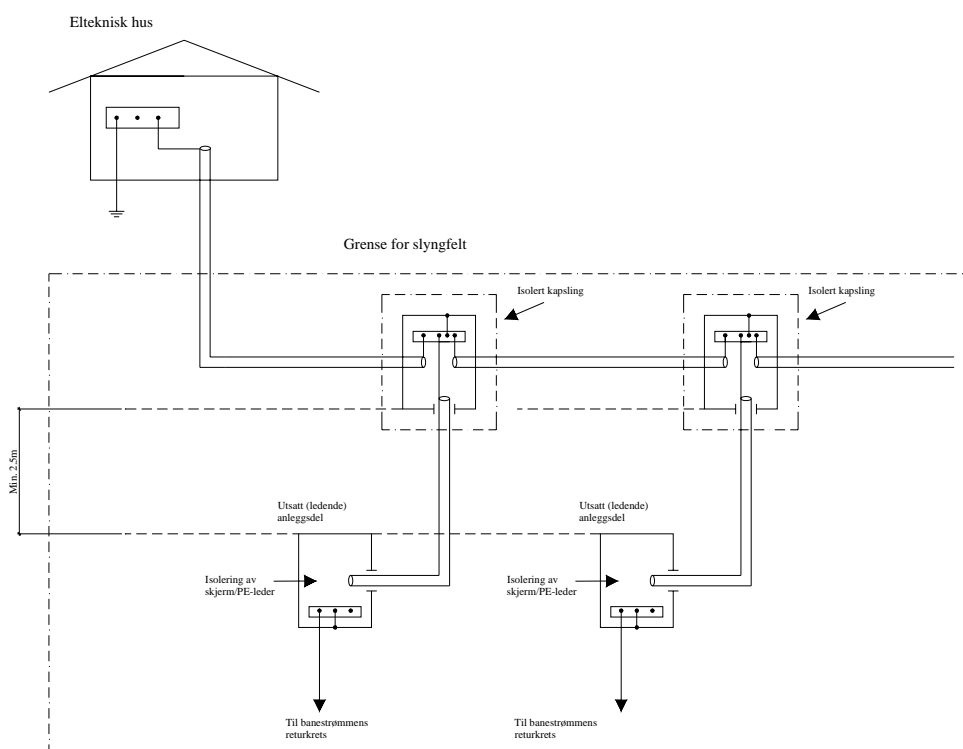 Elteknisk hus
Grense for slyngfelt
Isolert kapsling
Isolert kapsling
Min. 2.5m
Utsatt (ledende)
anleggsdel
Utsatt (ledende)
anleggsdel
Isolering av
skjerm/PE-leder
Isolering av
skjerm/PE-leder
Til banestrømmens
returkrets
Til banestrømmens
returkrets